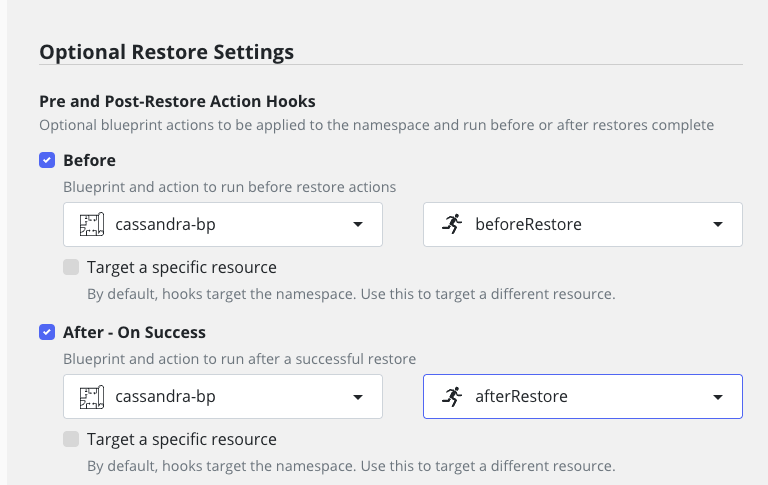 Optional Restore Settings
Pre and Post-Restore Action Hooks
Optional blueprint actions to be applied to the namespace and run before or after restores complete
Before
Blueprint and action to run before restore actions
cassandra-bp beforeRestore
Target a specific resource
By default, hooks target the namespace. Use this to target a different resource.
After - On Success
Blueprint and action to run after a successful restore
cassandra-bp afterRestore
Target a specific resource
By default, hooks target the namespace. Use this to target a different resource.